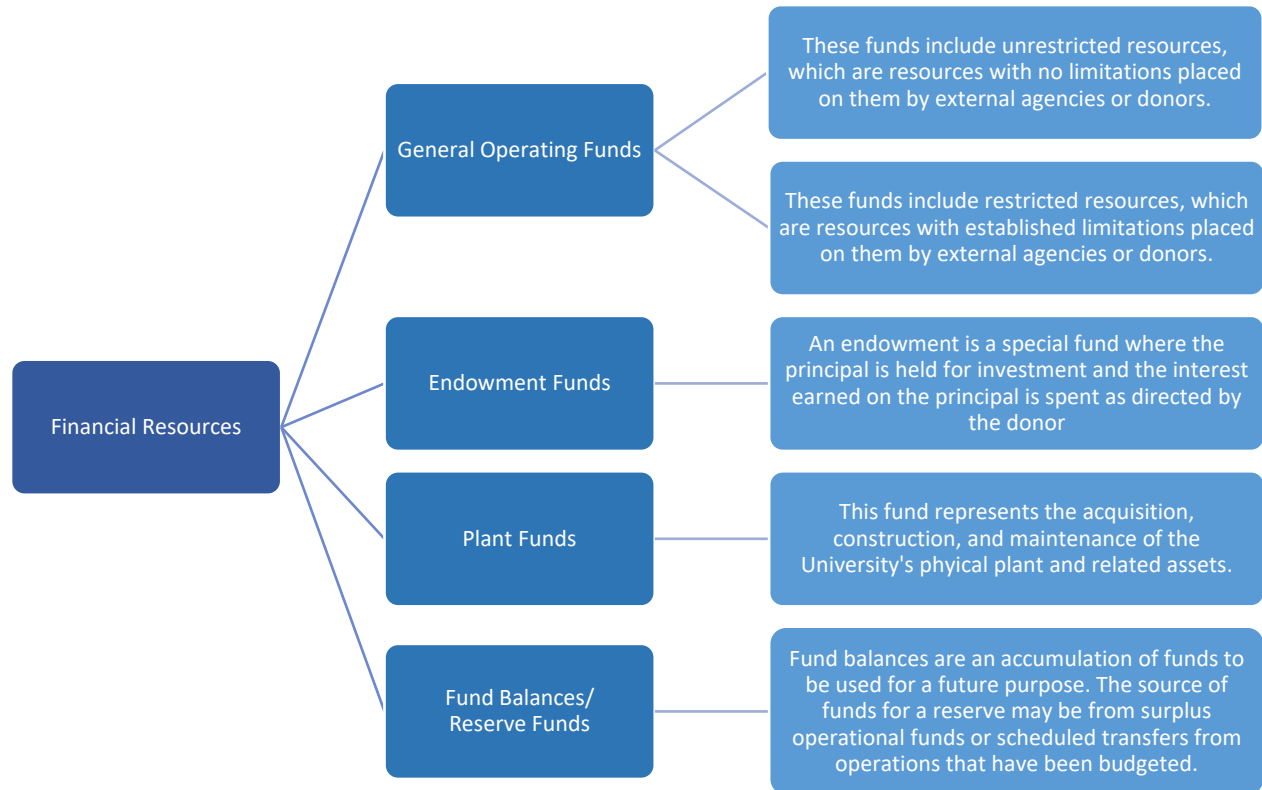 Financial Resources
General Operating Funds
These funds include unrestricted resources,
which are resources with no limitations placed
on them by external agencies or donors.
These funds include restricted resources, which
are resources with established limitations placed
on them by external agencies or donors.
Endowment Funds
An endowment is a special fund where the
principal is held for investment and the interest
earned on the principal is spent as directed by
the donor
Plant Funds
This fund represents the acquisition,
construction, and maintenance of the
University's phyical plant and related assets.
Fund Balances/
Reserve Funds
Fund balances are an accumulation of funds to
be used for a future purpose. The source of
funds for a reserve may be from surplus
operational funds or scheduled transfers from
operations that have been budgeted.